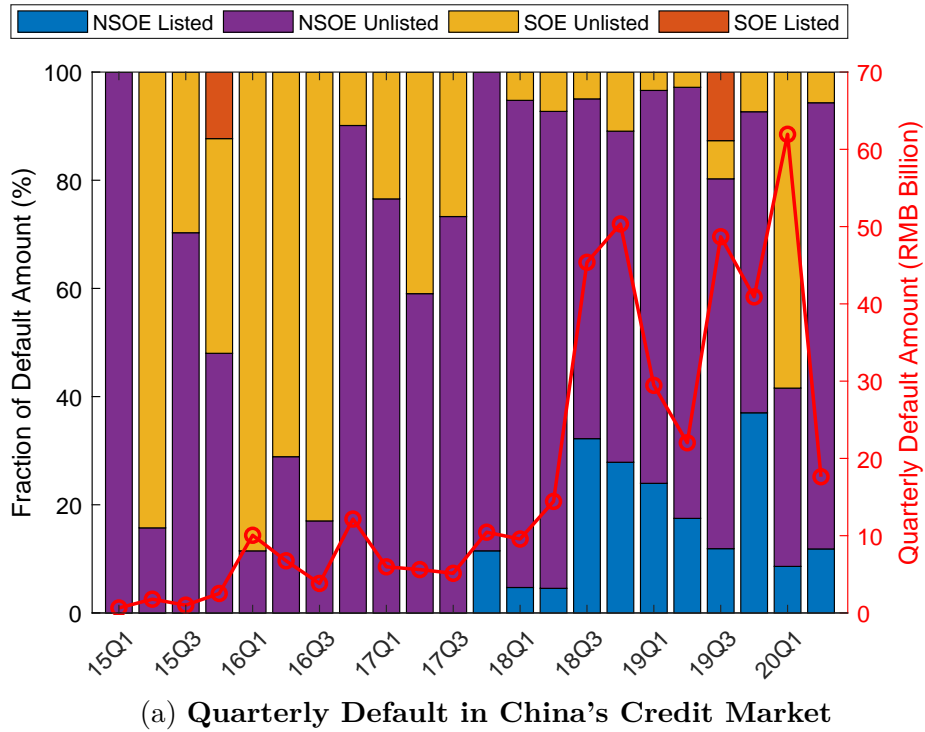 NSOE Listed NSOE Unlisted SOE Unlisted SOE Listed
Fraction of Default Amount (%)
100
80
60
40
20
0
70
60
50
40
30
20
10
0
Quarterly Default Amount (RMB Billion)
15Q1 15Q3 16Q1 16Q3 17Q1 17Q3 18Q1 18Q3 19Q1 19Q3 20Q1
(a) Quarterly Default in China's Credit Market